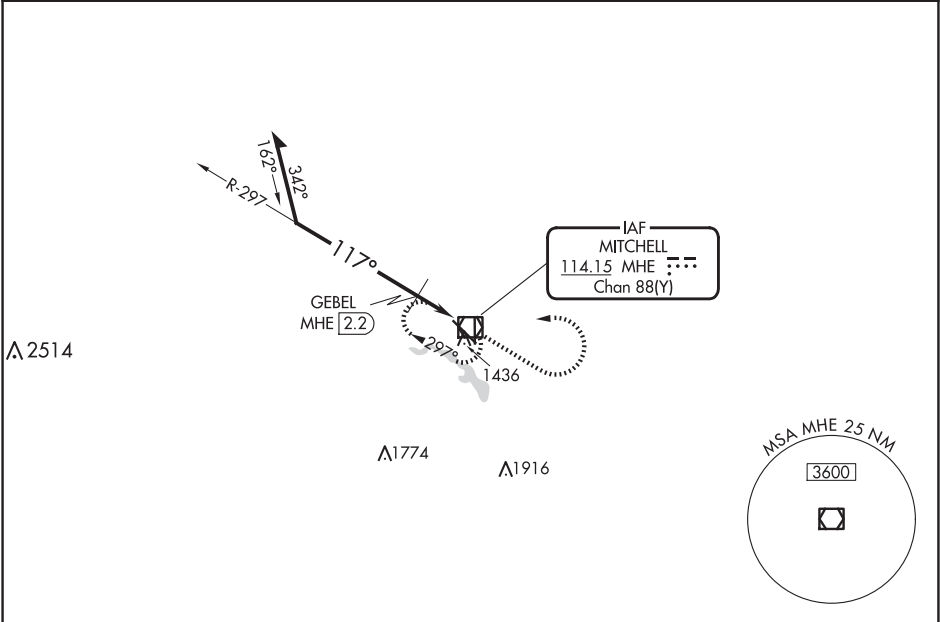 162°
342°
R-297
117°
IAF
MITCHELL
114.15 MHE
Chan 88(Y)
GEBEL
MHE 2.2
297°
1436
2514
1774
1916
MSA MHE 25 NM
3600